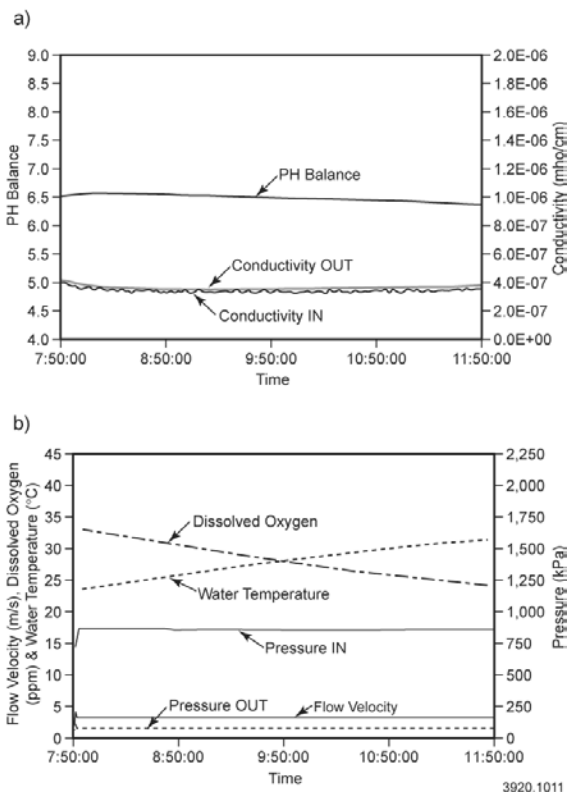 a)
PH Balance
9.0
8.5
8.0
7.5
7.0
6.5
6.0
5.5
5.0
4.5
4.0
2.0E-06
1.8E-06
1.6E-06
1.4E-06
1.2E-06
1.0E-06
8.0E-07
6.0E-07
4.0E-07
2.0E-07
0.0E+00
Conductivity (mho/cm)
PH Balance
Conductivity OUT
Conductivity IN
7:50:00 8:50:00 9:50:00 10:50:00 11:50:00
Time
b)
Flow Velocity (m/s), Dissolved Oxygen
(ppm) & Water Temperature (°C)
45
40
35
30
25
20
15
10
5
0
2,250
2,000
1,750
1,500
1,250
1,000
750
500
250
0
Pressure (kPa)
Dissolved Oxygen
Water Temperature
Pressure IN
Pressure OUT Flow Velocity
7:50:00 8:50:00 9:50:00 10:50:00 11:50:00
Time
3920.1011